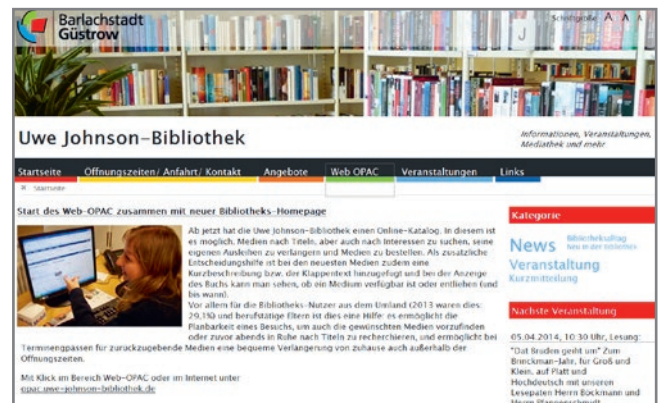 Barlachstadt
Güstrow
Schriftgröße A A A
Uwe Johnson-Bibliothek
Informationen, Veranstaltungen,
Mediathek und mehr
Startseite Öffnungszeiten/ Anfahrt/ Kontakt Angebote Web OPAC Veranstaltungen Links
Startseite
Start des Web-OPAC zusammen mit neuer Bibliotheks-Homepage
Ab jetzt hat die Uwe Johnson-Bibliothek einen Online-Katalog. In diesem ist
es möglich, Medien nach Titeln, aber auch nach Interessen zu suchen, seine
eigenen Ausleihen zu verlängern und Medien zu bestellen. Als zusätzliche
Entscheidungshilfe ist bei den neuesten Medien zudem eine
Kurzbeschreibung bzw. der Klappentext hinzugefügt und bei der Anzeige
des Buchs kann man sehen, ob ein Medium verfügbar ist oder entliehen (und
bis wann).
Vor allem für die Bibliotheks-Nutzer aus dem Umland (2013 waren dies:
29,1%) und berufstätige Eltern ist dies eine Hilfe: es ermöglicht die
Planbarkeit eines Besuchs, um auch die gewünschten Medien vorzufinden
oder zuvor abends in Ruhe nach Titeln zu recherchieren, und ermöglicht bei
Terminengpässen für zurückzugebende Medien eine bequeme Verlängerung von zuhause auch außerhalb der
Öffnungszeiten.
Mit Klick im Bereich Web-OPAC oder im Internet unter
opac.uwe-johnson-bibliothek.de
Kategorie
News Bibliotheksalltag
Neu in der Bibliothek
Veranstaltung
Kurzmitteilung
Nächste Veranstaltung
05.04.2014, 10:30 Uhr, Lesung:
Zum
Brinckman-Jahr, für Groß und
Klein, auf Platt und
Hochdeutsch mit unseren
Lesepaten Herrn Böckmann und
Herrn